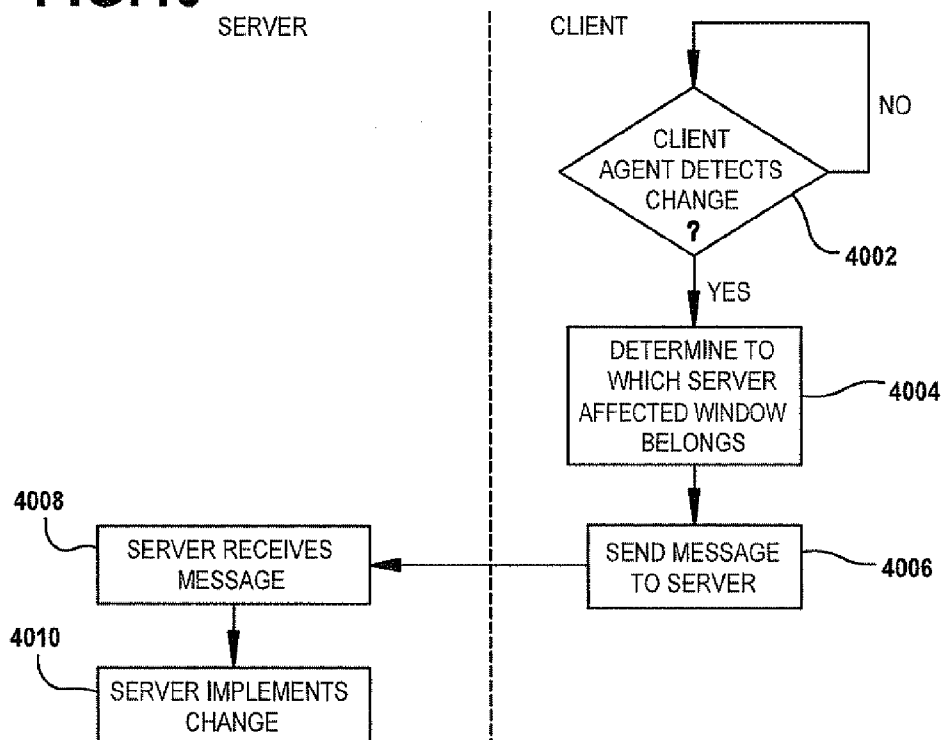 SERVER
CLIENT
NO
CLIENT
AGENT DETECTS
CHANGE
?
4002
YES
DETERMINE TO
WHICH SERVER
AFFECTED WINDOW
BELONGS
4004
SEND MESSAGE
TO SERVER
4006
4008
SERVER RECEIVES
MESSAGE
4010
SERVER IMPLEMENTS
CHANGE